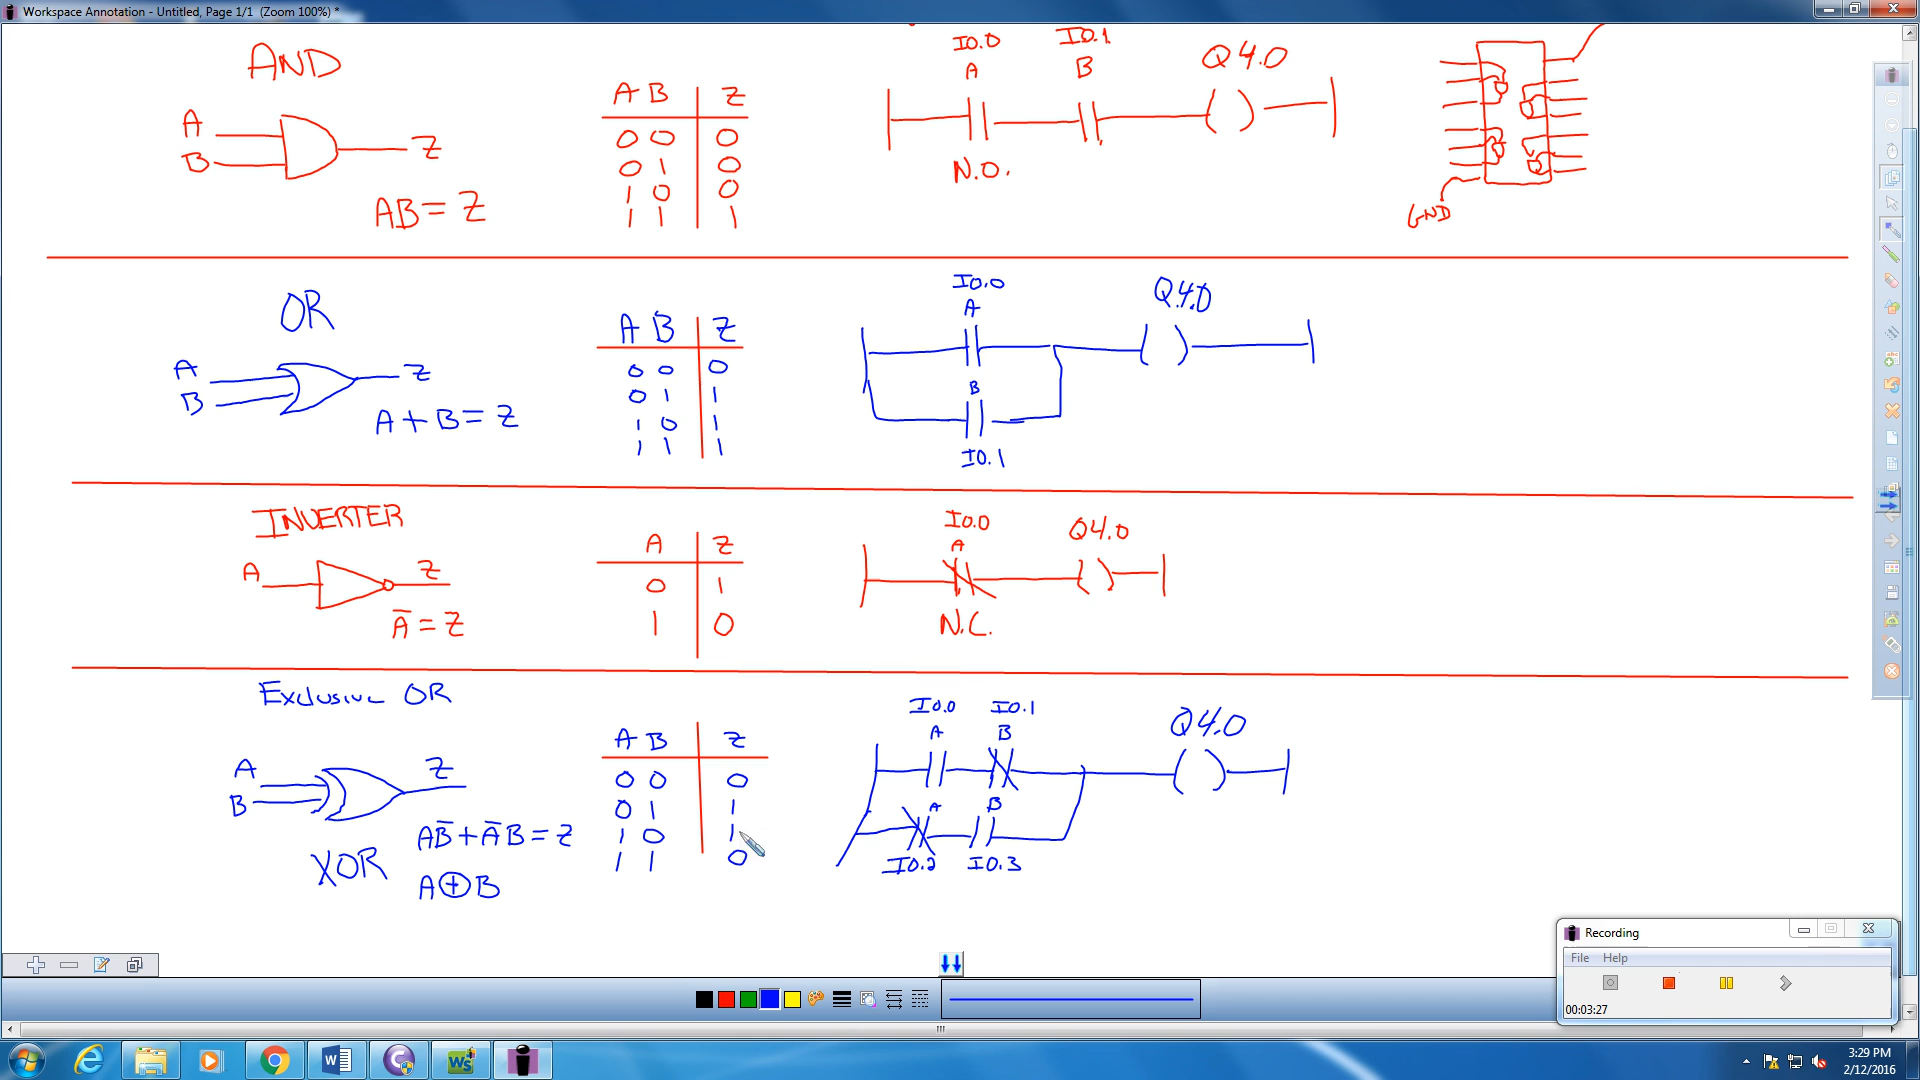 Workspace Annotation - Untitled, Page 1/1 (Zoom 100%) *
AND
A
B
Z
AB = Z
A B Z
0 0 0
0 1 0
1 0 0
1 1 1
I0.0 I0.1
A B
Q4.0
N.O.
GND
OR
A
B
Z
A + B = Z
A B Z
0 0 0
0 1 1
1 0 1
1 1 1
I0.0
A
Q4.0
B
I0.1
INVERTER
A
Z
Ā = Z
A Z
0 1
1 0
I0.0
A
Q4.0
N.C.
Exclusive OR
A
B
Z
AB̄ + ĀB = Z
XOR
A⊕B
A B Z
0 0 0
0 1 1
1 0 1
1 1 0
I0.0 I0.1
A B
Q4.0
A B
I0.2 I0.3
Recording
File Help
00:03:27
3:29 PM
2/12/2016